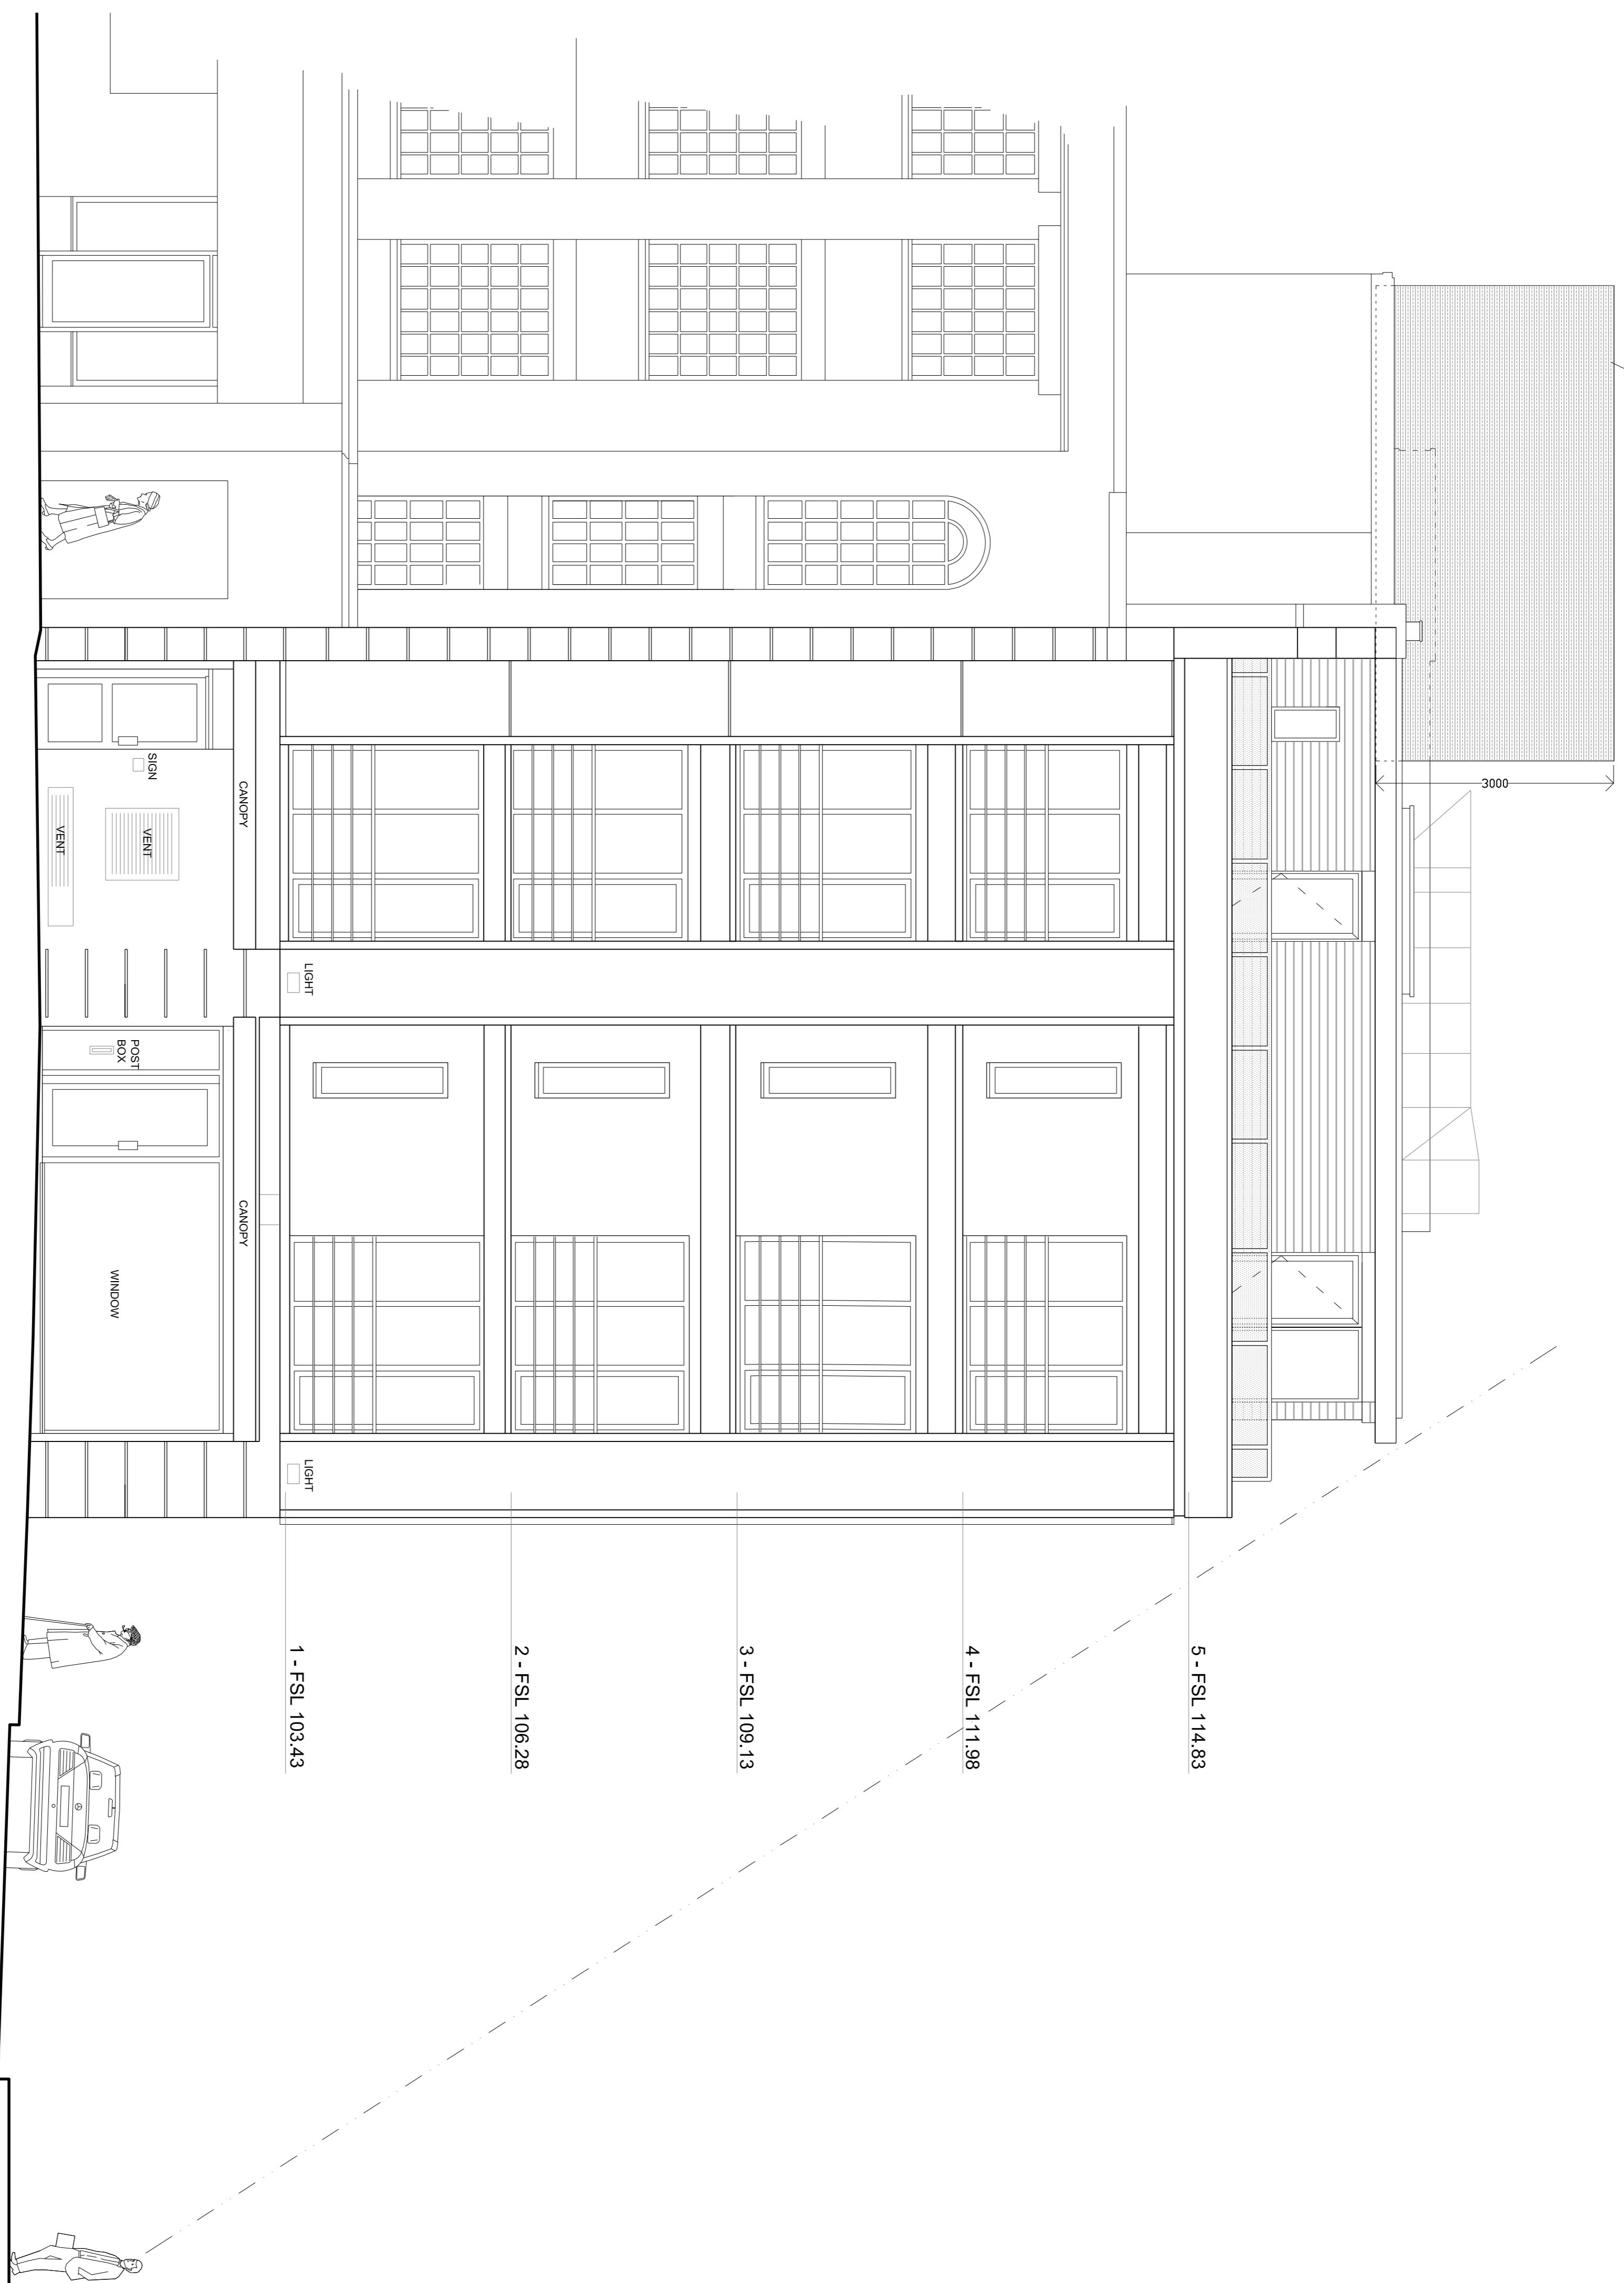 3000
5 - FSL 114.83
4 - FSL 111.98
3 - FSL 109.13
2 - FSL 106.28
1 - FSL 103.43
LIGHT
LIGHT
CANOPY
CANOPY
SIGN
VENT
VENT
POST
BOX
WINDOW